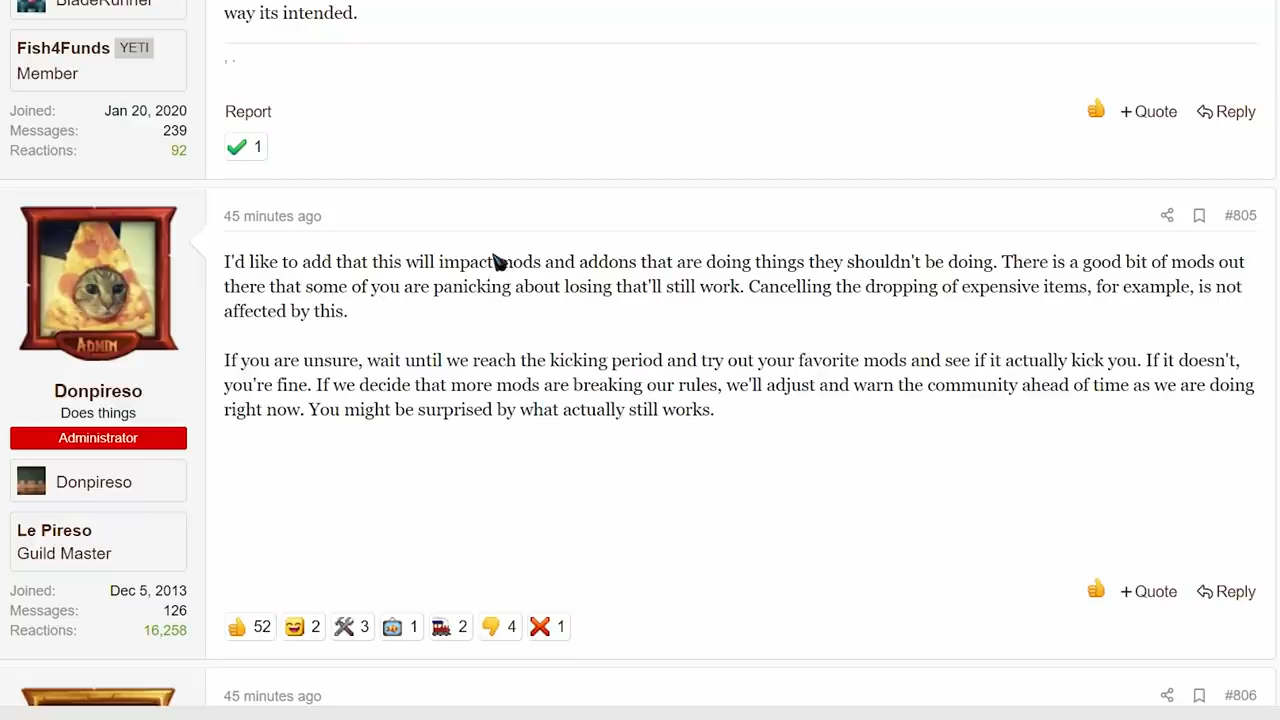 BladeRunner
Fish4Funds YETI
Member
Joined: Jan 20, 2020
Messages: 239
Reactions: 92
way its intended.
, .
Report
+Quote Reply
1
ADMIN
Donpireso
Does things
Administrator
Donpireso
Le Pireso
Guild Master
Joined: Dec 5, 2013
Messages: 126
Reactions: 16,258
45 minutes ago #805
I'd like to add that this will impact mods and addons that are doing things they shouldn't be doing. There is a good bit of mods out
there that some of you are panicking about losing that'll still work. Cancelling the dropping of expensive items, for example, is not
affected by this.
If you are unsure, wait until we reach the kicking period and try out your favorite mods and see if it actually kick you. If it doesn't,
you're fine. If we decide that more mods are breaking our rules, we'll adjust and warn the community ahead of time as we are doing
right now. You might be surprised by what actually still works.
+Quote Reply
52 2 3 1 2 4 1
45 minutes ago #806